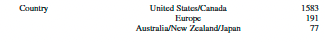 Country United States/Canada 1583
Europe 191
Australia/New Zealand/Japan 77